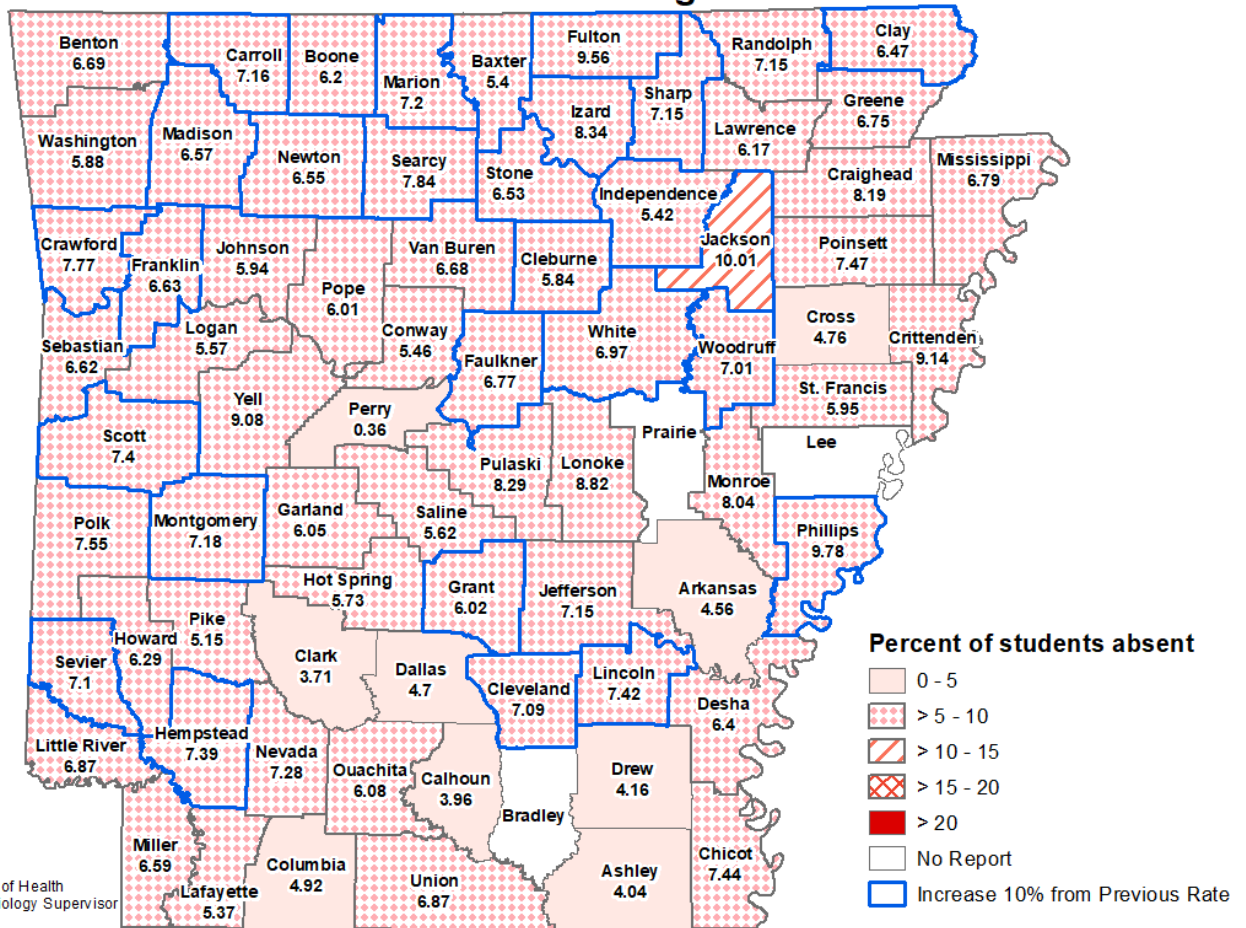 g
Benton
6.69
Carroll
7.16
Boone
6.2
Marion
7.2
Baxter
5.4
Fulton
9.56
Randolph
7.15
Clay
6.47
Washington
5.88
Madison
6.57
Newton
6.55
Searcy
7.84
Stone
6.53
Izard
8.34
Sharp
7.15
Lawrence
6.17
Greene
6.75
Independence
5.42
Craighead
8.19
Mississippi
6.79
Crawford
7.77
Franklin
6.63
Johnson
5.94
Pope
6.01
Van Buren
6.68
Cleburne
5.84
Jackson
10.01
Poinsett
7.47
Sebastian
6.62
Logan
5.57
Conway
5.46
Faulkner
6.77
White
6.97
Woodruff
7.01
Cross
4.76
Crittenden
9.14
Scott
7.4
Yell
9.08
Perry
0.36
Pulaski
8.29
Lonoke
8.82
Prairie
Monroe
8.04
St. Francis
5.95
Lee
Polk
7.55
Montgomery
7.18
Garland
6.05
Saline
5.62
Phillips
9.78
Hot Spring
5.73
Grant
6.02
Jefferson
7.15
Arkansas
4.56
Sevier
7.1
Howard
6.29
Pike
5.15
Clark
3.71
Dallas
4.7
Cleveland
7.09
Lincoln
7.42
Desha
6.4
Little River
6.87
Hempstead
7.39
Nevada
7.28
Ouachita
6.08
Calhoun
3.96
Bradley
Drew
4.16
Miller
6.59
Lafayette
5.37
Columbia
4.92
Union
6.87
Ashley
4.04
Chicot
7.44
Percent of students absent
0 - 5
> 5 - 10
> 10 - 15
> 15 - 20
> 20
No Report
Increase 10% from Previous Rate
of Health
iology Supervisor